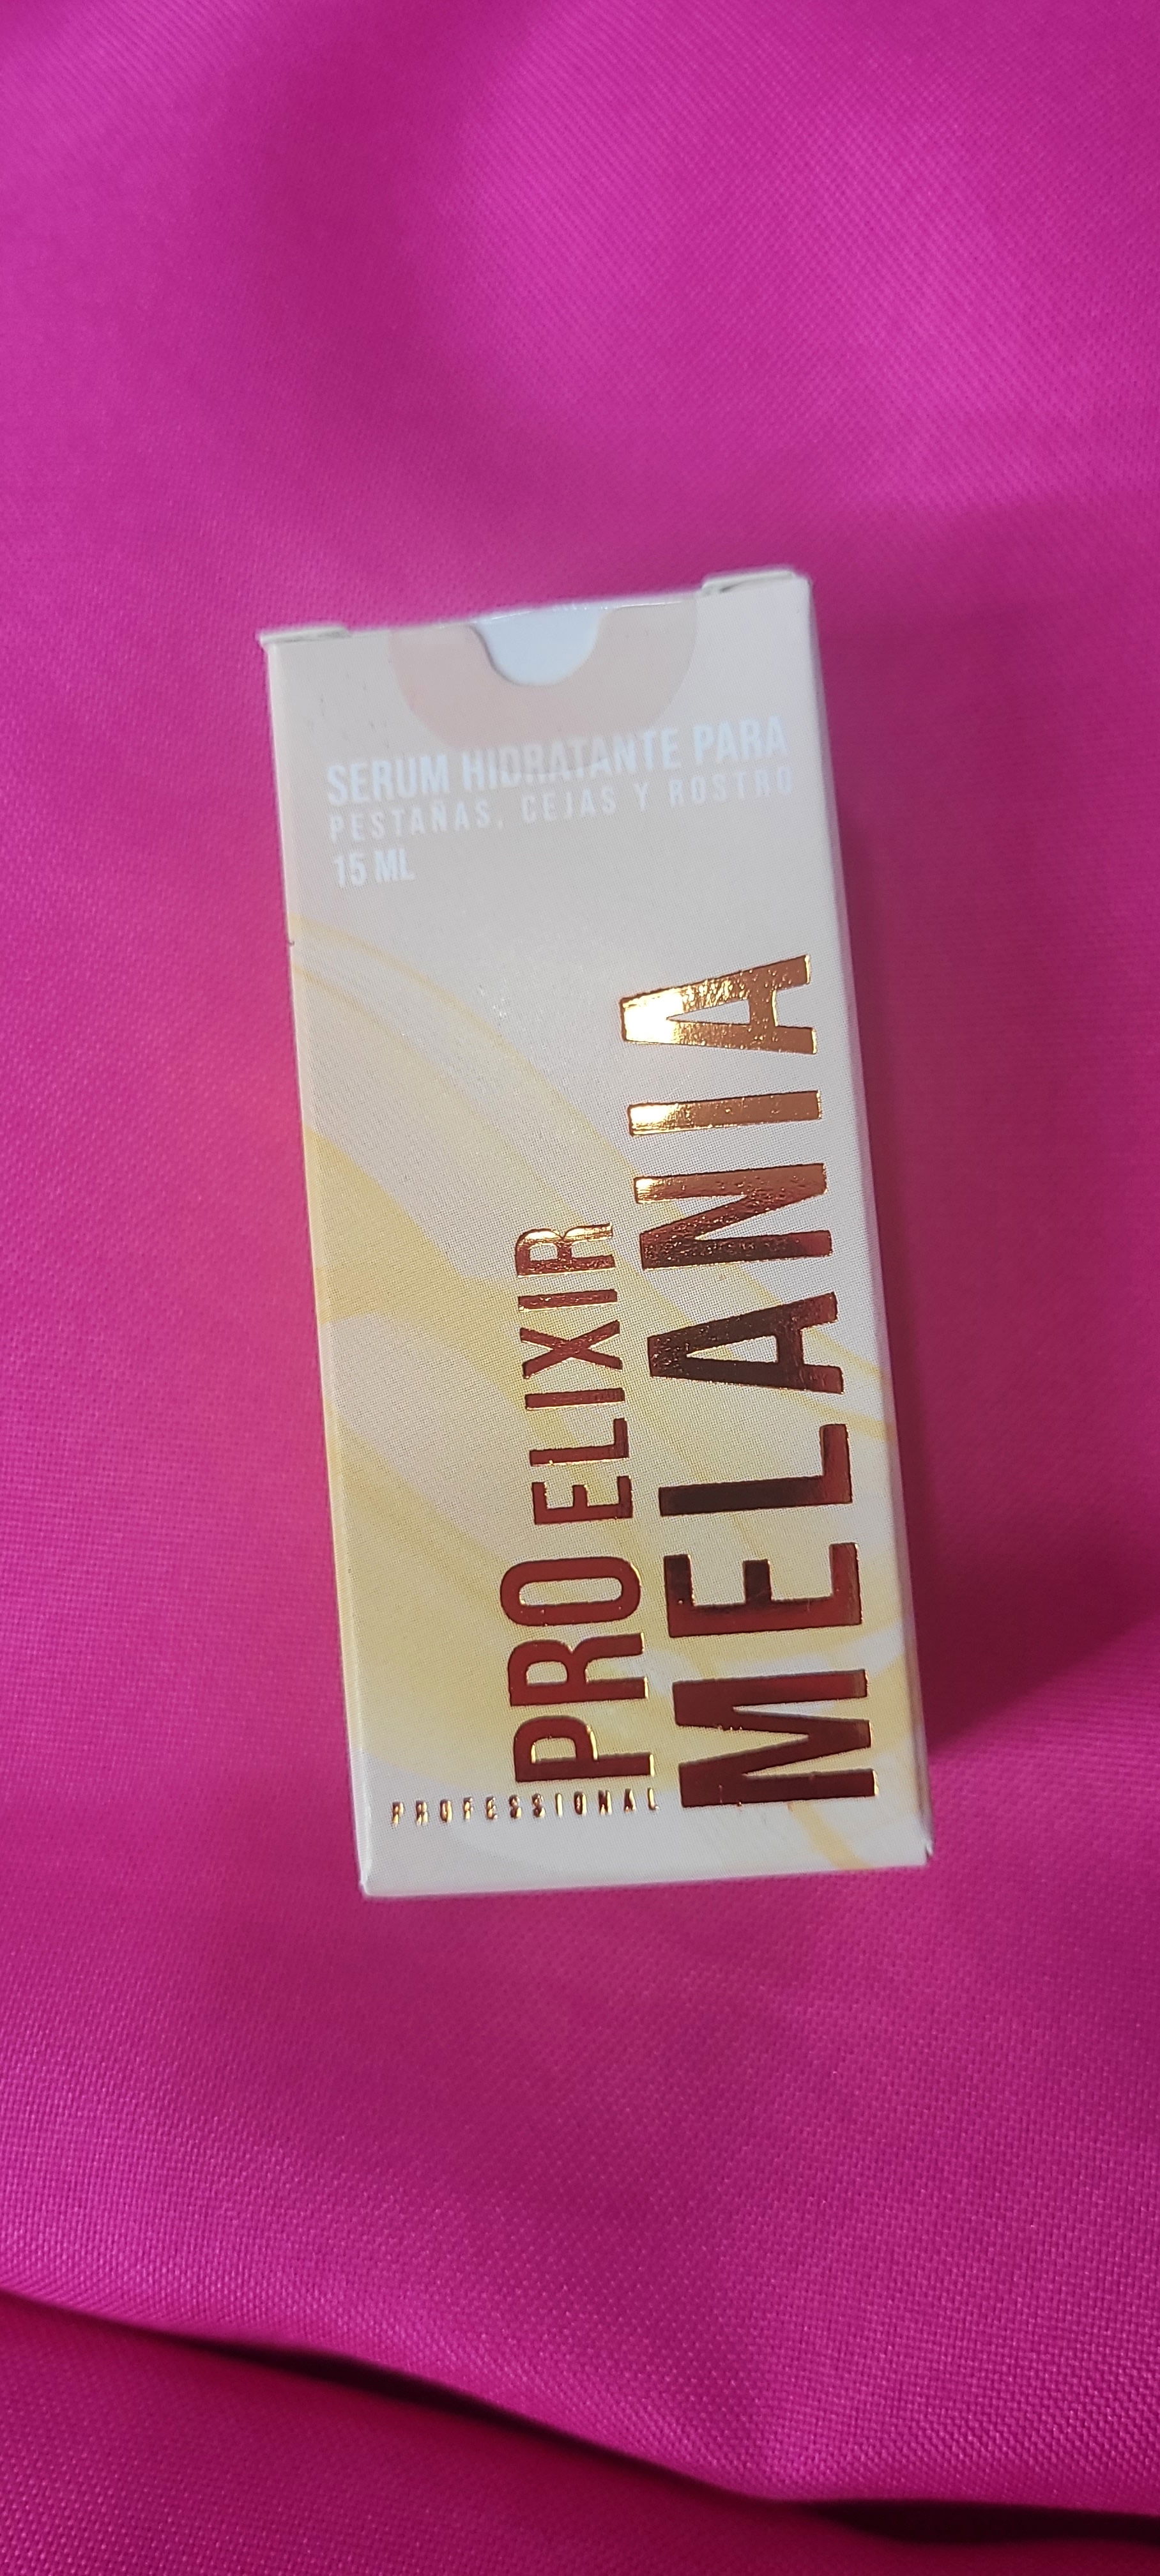 SERUM HIDRATANTE PARA
PESTAÑAS, CEJAS Y ROSTRO
15 ML
PROFESSIONAL
PRO ELIXIR
MELANIA